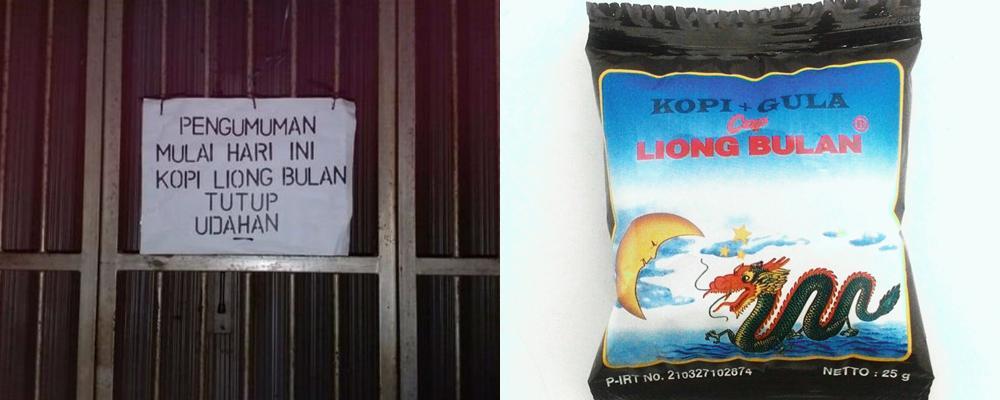 PENGUMUMAN
MULAI HARI INI
KOPI LIONG BULAN
TUTUP
UDAHAN
KOPI + GULA
Cap
LIONG BULAN ®
P-IRT No. 210327102874
NETTO : 25 g